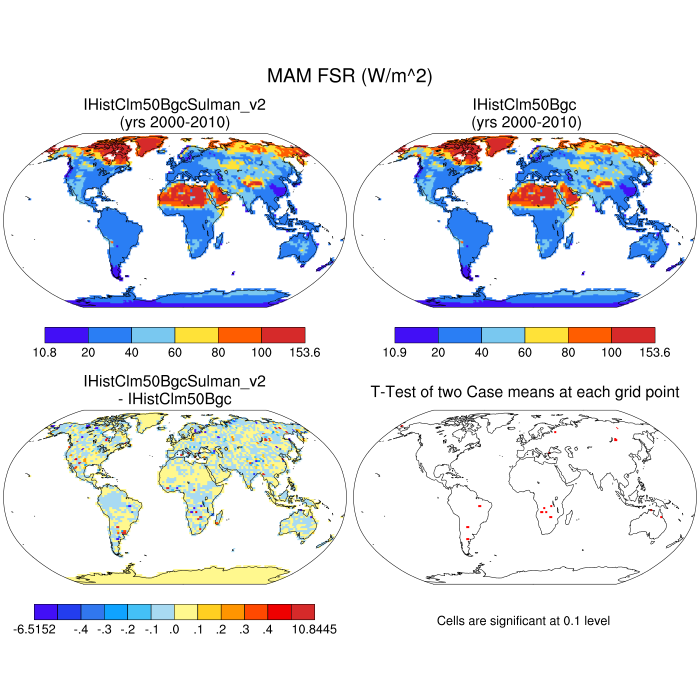 MAM FSR (W/m^2)
IHistClm50BgcSulman_v2
(yrs 2000-2010)
IHistClm50Bgc
(yrs 2000-2010)
10.8 20 40 60 80 100 153.6
10.9 20 40 60 80 100 153.6
IHistClm50BgcSulman_v2
- IHistClm50Bgc
T-Test of two Case means at each grid point
-6.5152 -.4 -.3 -.2 -.1 .0 .1 .2 .3 .4 10.8445
Cells are significant at 0.1 level